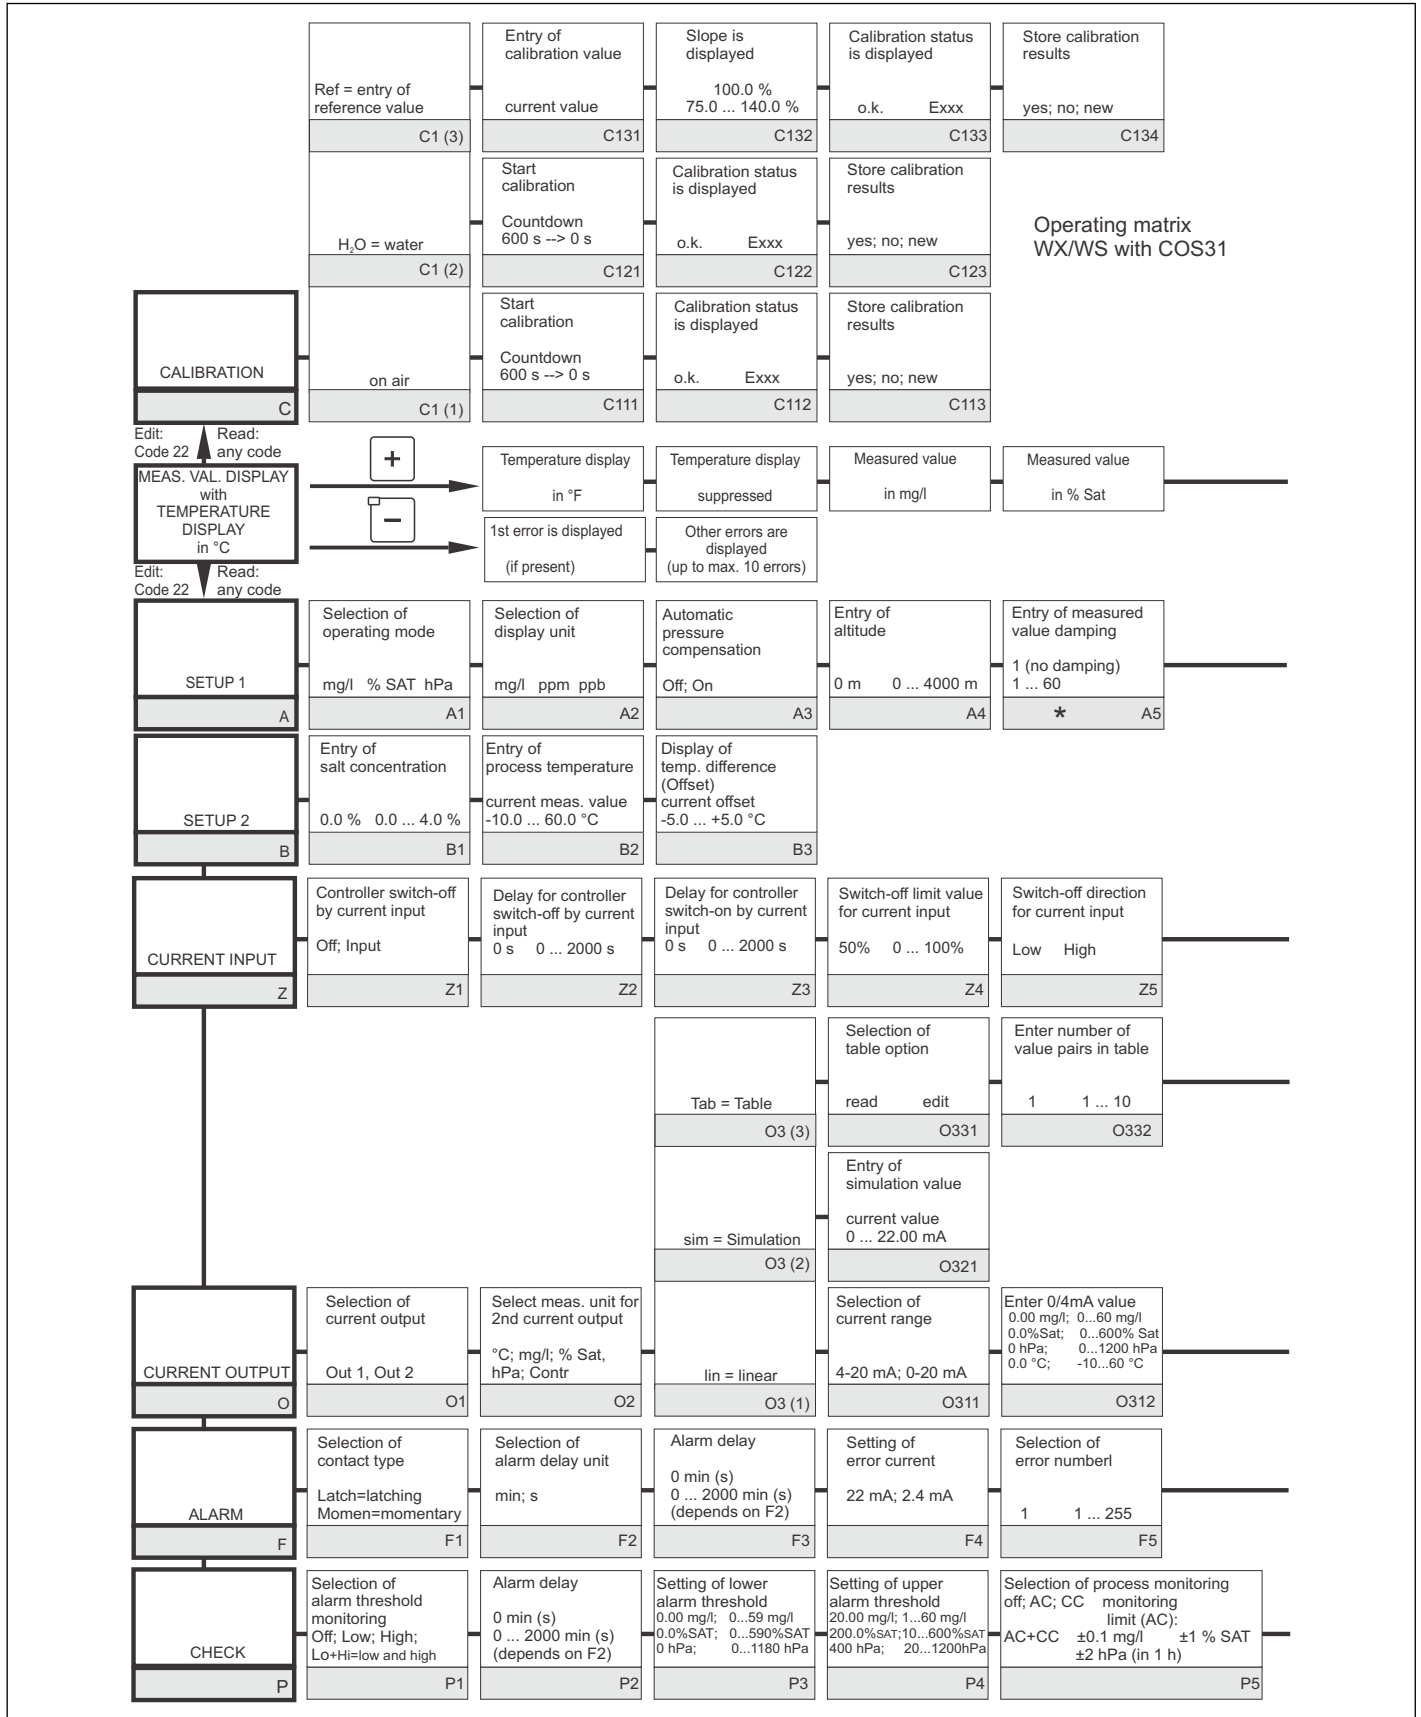 Ref = entry of
reference value
C1 (3)
Entry of
calibration value
current value
C131
Slope is
displayed
100.0 %
75.0 ... 140.0 %
C132
Calibration status
is displayed
o.k. Exxx
C133
Store calibration
results
yes; no; new
C134
H₂O = water
C1 (2)
Start
calibration
Countdown
600 s --> 0 s
C121
Calibration status
is displayed
o.k. Exxx
C122
Store calibration
results
yes; no; new
C123
Operating matrix
WX/WS with COS31
CALIBRATION
C
on air
C1 (1)
Start
calibration
Countdown
600 s --> 0 s
C111
Calibration status
is displayed
o.k. Exxx
C112
Store calibration
results
yes; no; new
C113
Edit: Read:
Code 22 any code
MEAS. VAL. DISPLAY
with
TEMPERATURE
DISPLAY
in °C
+
Temperature display
in °F
Temperature display
suppressed
Measured value
in mg/l
Measured value
in % Sat
–
1st error is displayed
(if present)
Other errors are
displayed
(up to max. 10 errors)
Edit: Read:
Code 22 any code
SETUP 1
A
Selection of
operating mode
mg/l % SAT hPa
A1
Selection of
display unit
mg/l ppm ppb
A2
Automatic
pressure
compensation
Off; On
A3
Entry of
altitude
0 m 0 ... 4000 m
A4
Entry of measured
value damping
1 (no damping)
1 ... 60
* A5
SETUP 2
B
Entry of
salt concentration
0.0 % 0.0 ... 4.0 %
B1
Entry of
process temperature
current meas. value
-10.0 ... 60.0 °C
B2
Display of
temp. difference
(Offset)
current offset
-5.0 ... +5.0 °C
B3
CURRENT INPUT
Z
Controller switch-off
by current input
Off; Input
Z1
Delay for controller
switch-off by current
input
0 s 0 ... 2000 s
Z2
Delay for controller
switch-on by current
input
0 s 0 ... 2000 s
Z3
Switch-off limit value
for current input
50% 0 ... 100%
Z4
Switch-off direction
for current input
Low High
Z5
Tab = Table
O3 (3)
Selection of
table option
read edit
O331
Enter number of
value pairs in table
1 1 ... 10
O332
sim = Simulation
O3 (2)
Entry of
simulation value
current value
0 ... 22.00 mA
O321
CURRENT OUTPUT
O
Selection of
current output
Out 1, Out 2
O1
Select meas. unit for
2nd current output
°C; mg/l; % Sat,
hPa; Contr
O2
lin = linear
O3 (1)
Selection of
current range
4-20 mA; 0-20 mA
O311
Enter 0/4mA value
0.00 mg/l; 0...60 mg/l
0.0%Sat; 0...600% Sat
0 hPa; 0...1200 hPa
0.0 °C; -10...60 °C
O312
ALARM
F
Selection of
contact type
Latch=latching
Momen=momentary
F1
Selection of
alarm delay unit
min; s
F2
Alarm delay
0 min (s)
0 ... 2000 min (s)
(depends on F2)
F3
Setting of
error current
22 mA; 2.4 mA
F4
Selection of
error numberl
1 1 ... 255
F5
CHECK
P
Selection of
alarm threshold
monitoring
Off; Low; High;
Lo+Hi=low and high
P1
Alarm delay
0 min (s)
0 ... 2000 min (s)
(depends on F2)
P2
Setting of lower
alarm threshold
0.00 mg/l; 0...59 mg/l
0.0%SAT; 0...590%SAT
0 hPa; 0...1180 hPa
P3
Setting of upper
alarm threshold
20.00 mg/l; 1...60 mg/l
200.0%SAT;10...600%SAT
400 hPa; 20...1200hPa
P4
Selection of process monitoring
off; AC; CC monitoring
limit (AC):
AC+CC ±0.1 mg/l ±1 % SAT
±2 hPa (in 1 h)
P5